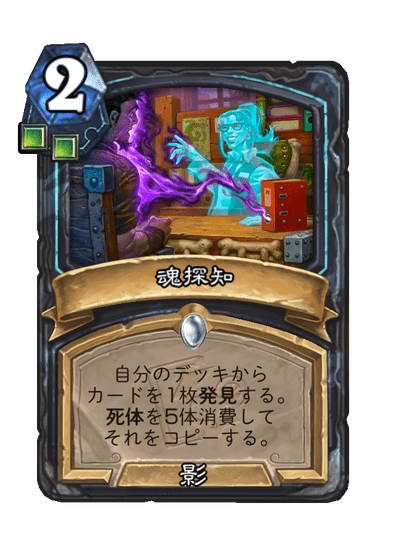 2
魂探知
自分のデッキから
カードを1枚発見する。
死体を5体消費して
それをコピーする。
影